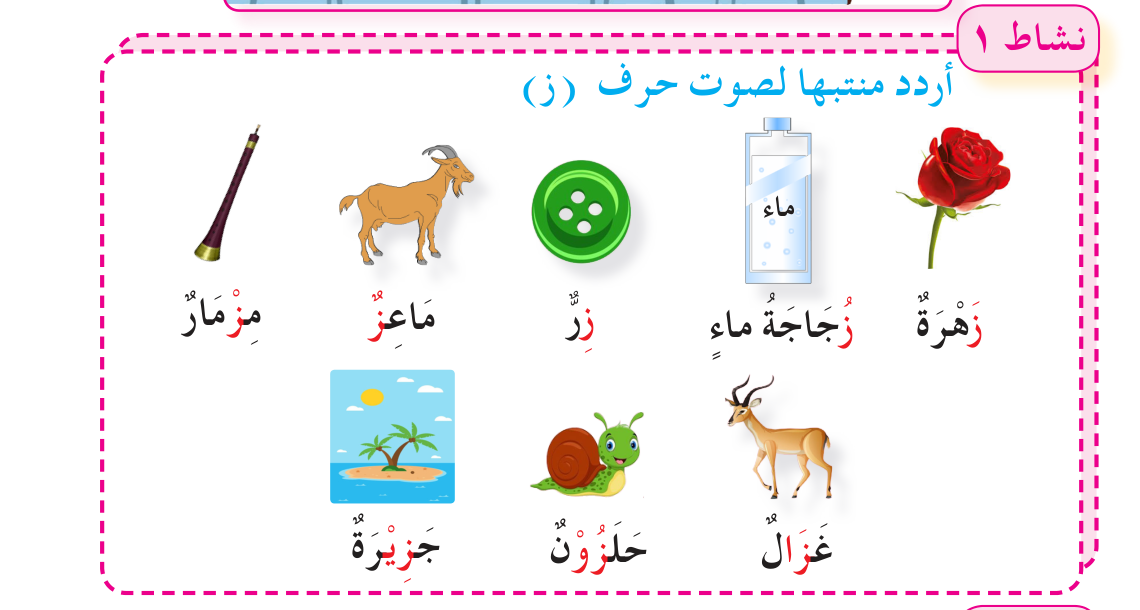 نشاط ١
أردد منتبها لصوت حرف (ز)
ماء
زَهْرَةٌ زُجَاجَةُ ماءٍ زِرٌّ مَاعِزٌ مِزْمَارٌ
غَزَالٌ حَلَزُوْنٌ جَزِيْرَةٌ